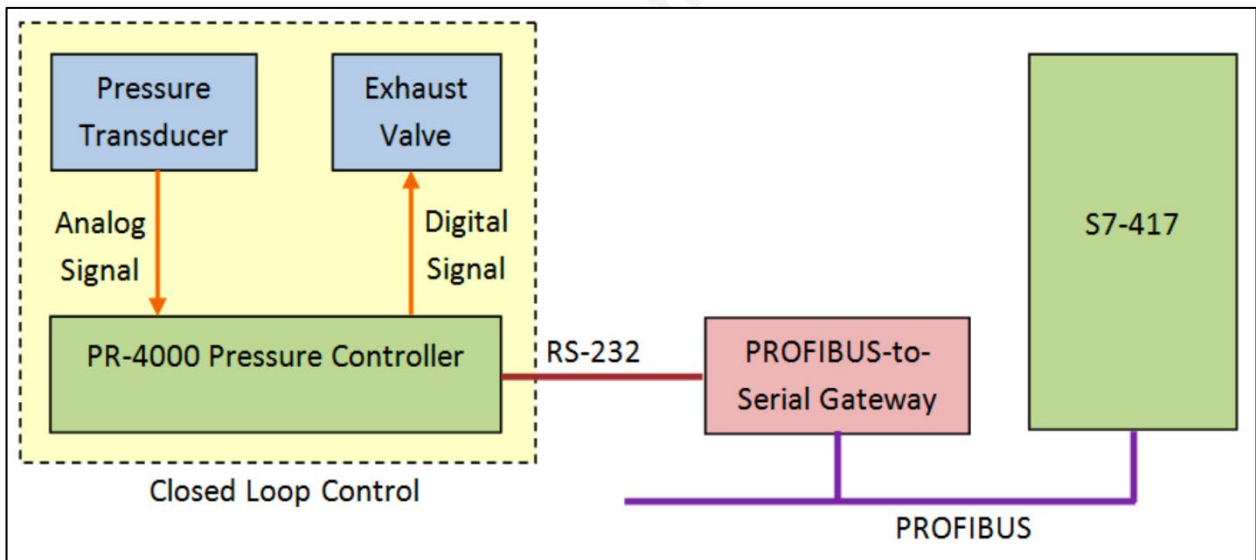 Pressure
Transducer
Exhaust
Valve
S7-417
Analog
Signal
Digital
Signal
PR-4000 Pressure Controller
RS-232
PROFIBUS-to-
Serial Gateway
Closed Loop Control
PROFIBUS